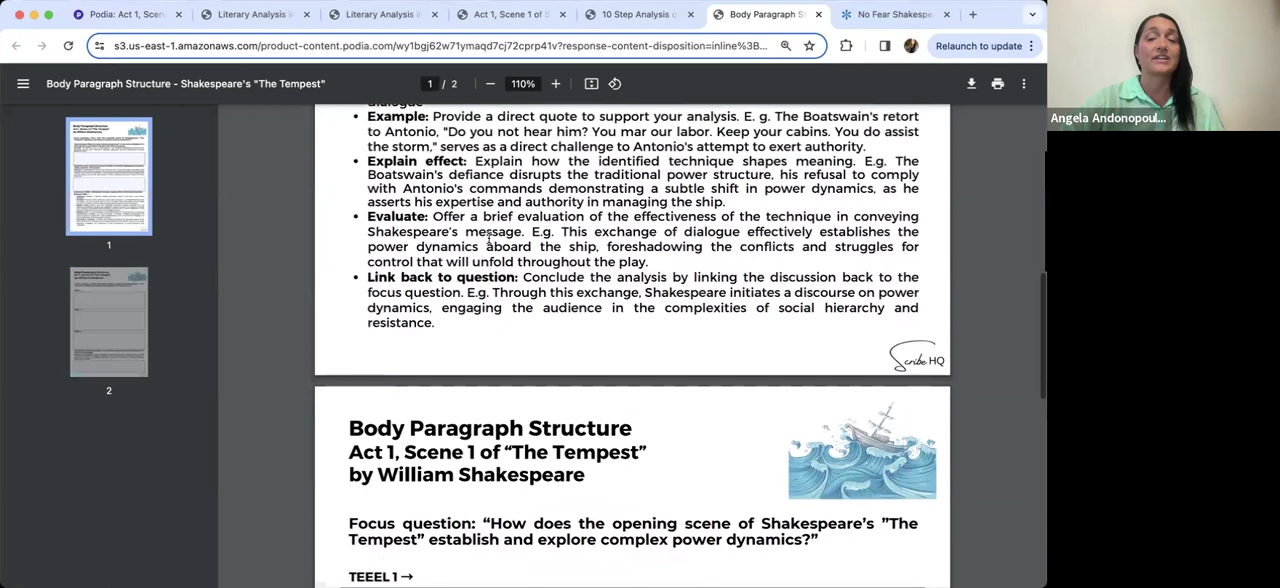 Podia: Act 1, Scen
Literary Analysis i
Literary Analysis i
Act 1, Scene 1 of
10 Step Analysis o
Body Paragraph S
No Fear Shakespe
s3.us-east-1.amazonaws.com/product-content.podia.com/wy1bgj62w71ymaqd7cj72cprp41v?response-content-disposition=inline%3B...
Relaunch to update
Body Paragraph Structure - Shakespeare's "The Tempest"
1 / 2
110%
Angela Andonopoul...
dialogue
• Example: Provide a direct quote to support your analysis. E. g. The Boatswain's retort
to Antonio, "Do you not hear him? You mar our labor. Keep your cabins. You do assist
the storm," serves as a direct challenge to Antonio's attempt to exert authority.
• Explain effect: Explain how the identified technique shapes meaning. E.g. The
Boatswain's defiance disrupts the traditional power structure, his refusal to comply
with Antonio's commands demonstrating a subtle shift in power dynamics, as he
asserts his expertise and authority in managing the ship.
• Evaluate: Offer a brief evaluation of the effectiveness of the technique in conveying
Shakespeare's message. E.g. This exchange of dialogue effectively establishes the
power dynamics aboard the ship, foreshadowing the conflicts and struggles for
control that will unfold throughout the play.
• Link back to question: Conclude the analysis by linking the discussion back to the
focus question. E.g. Through this exchange, Shakespeare initiates a discourse on power
dynamics, engaging the audience in the complexities of social hierarchy and
resistance.
Scribe HQ
1
2
Body Paragraph Structure
Act 1, Scene 1 of “The Tempest”
by William Shakespeare
Focus question: “How does the opening scene of Shakespeare’s ”The
Tempest” establish and explore complex power dynamics?”
TEEEL 1→